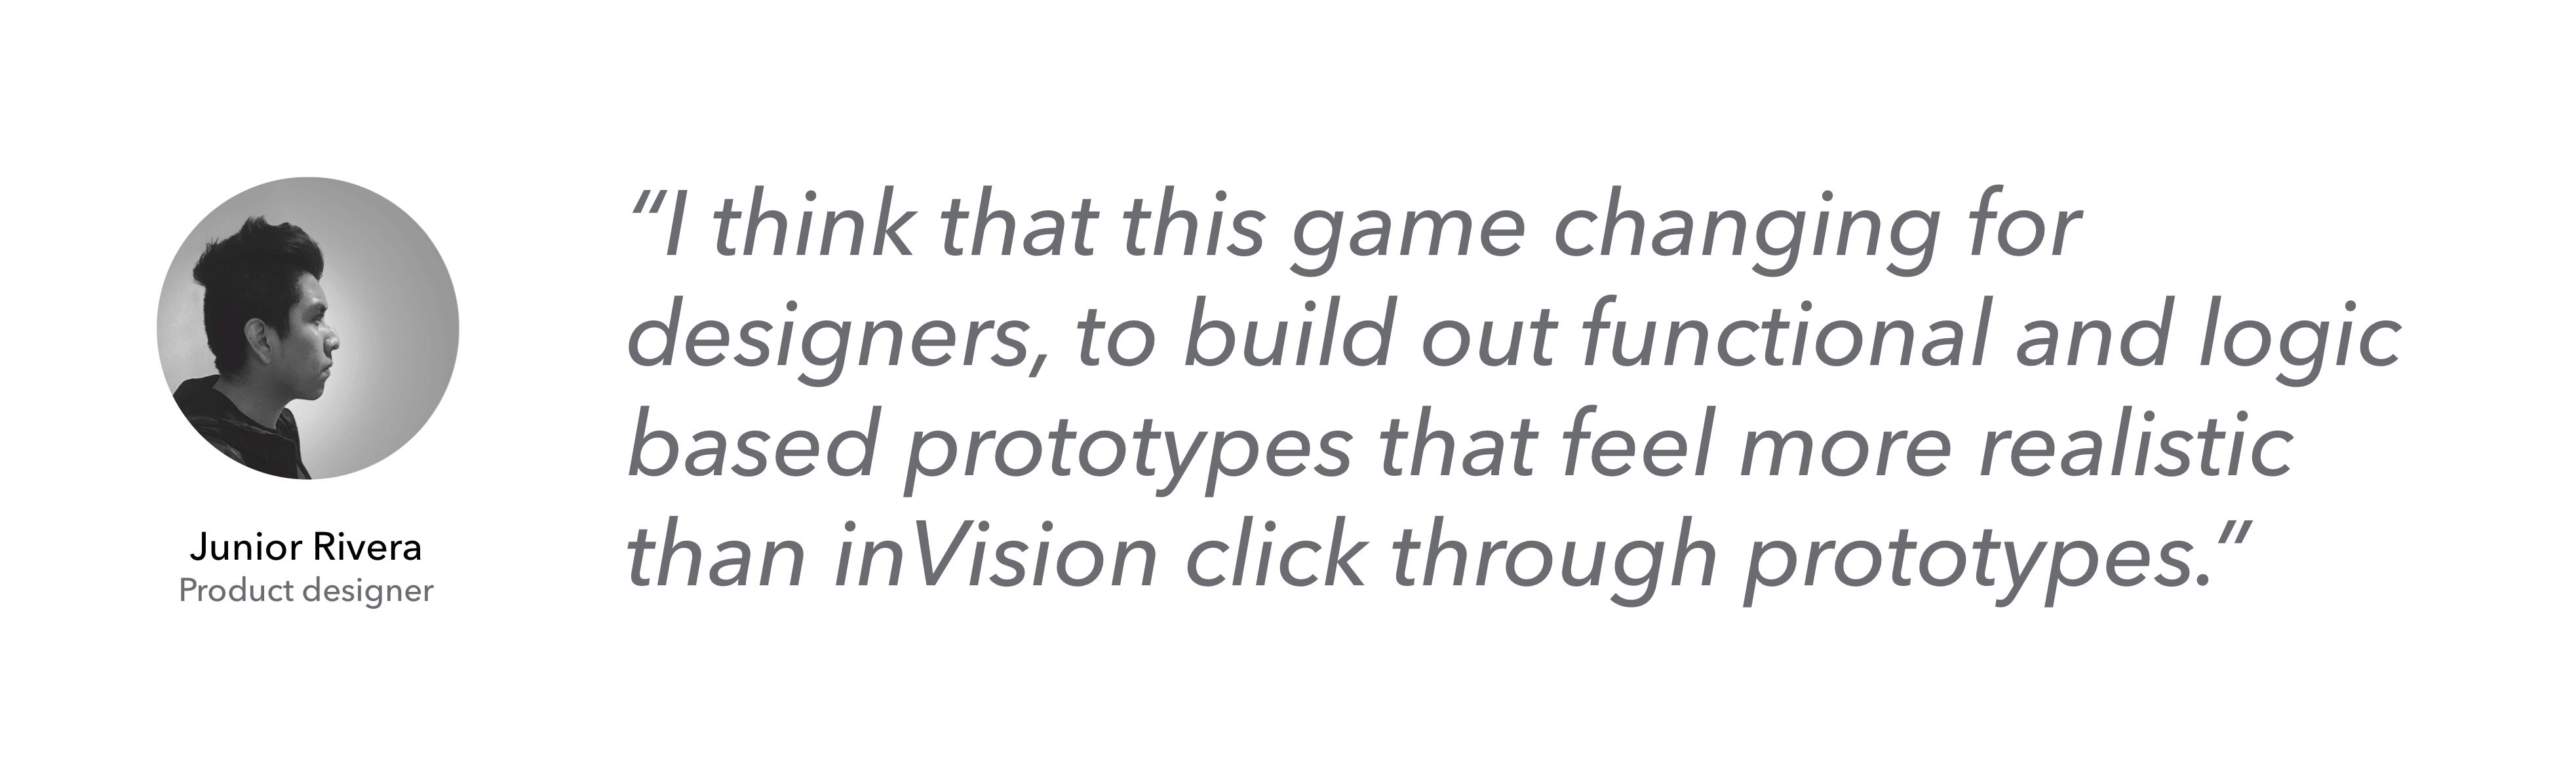 Junior Rivera
Product designer
“I think that this game changing for
designers, to build out functional and logic
based prototypes that feel more realistic
than inVision click through prototypes.”